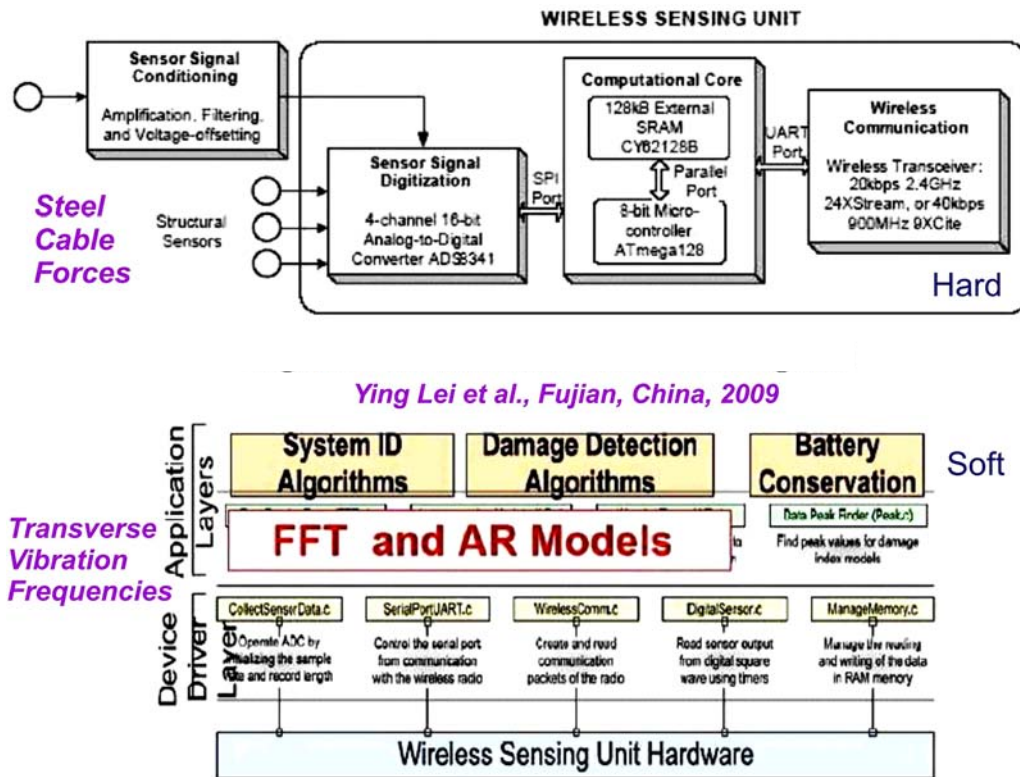 WIRELESS SENSING UNIT
Sensor Signal
Conditioning
Amplification, Filtering,
and Voltage-offsetting
Structural
Sensors
Sensor Signal
Digitization
4-channel 16-bit
Analog-to-Digital
Converter ADS8341
SPI
Port
Computational Core
128kB External
SRAM
CY62128B
Parallel
Port
8-bit Micro-
controller
ATmega128
UART
Port
Wireless
Communication
Wireless Transceiver:
20kbps 2.4GHz
24XStream, or 40kbps
900MHz 9XCite
Steel
Cable
Forces
Hard
Ying Lei et al., Fujian, China, 2009
Application
Layers
System ID
Algorithms
Damage Detection
Algorithms
Battery
Conservation
Soft
Transverse
Vibration
Frequencies
FFT and AR Models
to
Data Peak Finder (Peak.c)
Find peak values for damage
index models
Device
Driver
Layer
CollectSensorData.c
Operate ADC by
initializing the sample
rate and record length
SerialPortUART.c
Control the serial port
from communication
with the wireless radio
WirelessComm.c
Create and read
communication
packets of the radio
DigitalSensor.c
Read sensor output
from digital square
wave using timers
ManageMemory.c
Manage the reading
and writing of the data
in RAM memory
Wireless Sensing Unit Hardware